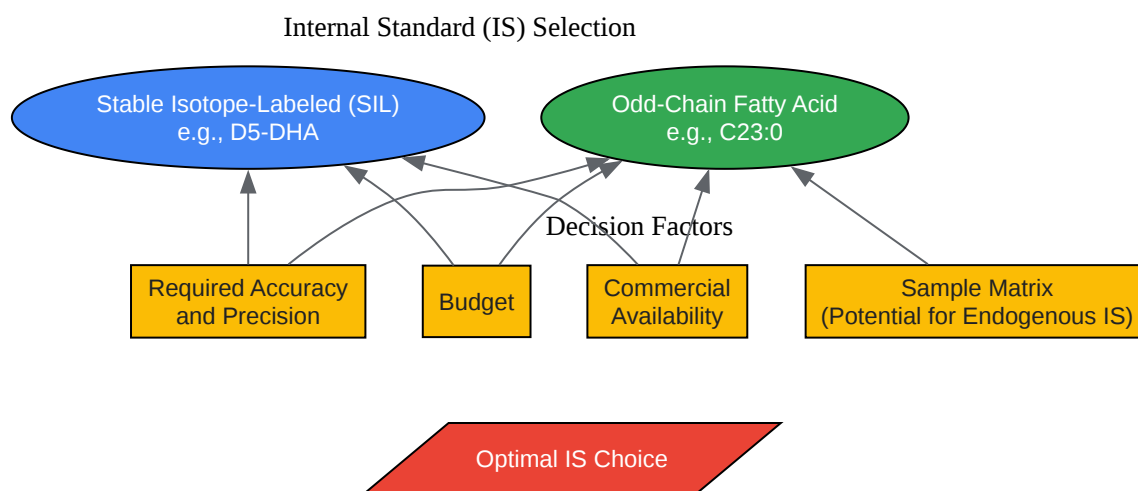 Internal Standard (IS) Selection
Stable Isotope-Labeled (SIL)
e.g., D5-DHA
Odd-Chain Fatty Acid
e.g., C23:0
Decision Factors
Required Accuracy
and Precision
Budget
Commercial
Availability
Sample Matrix
(Potential for Endogenous IS)
Optimal IS Choice